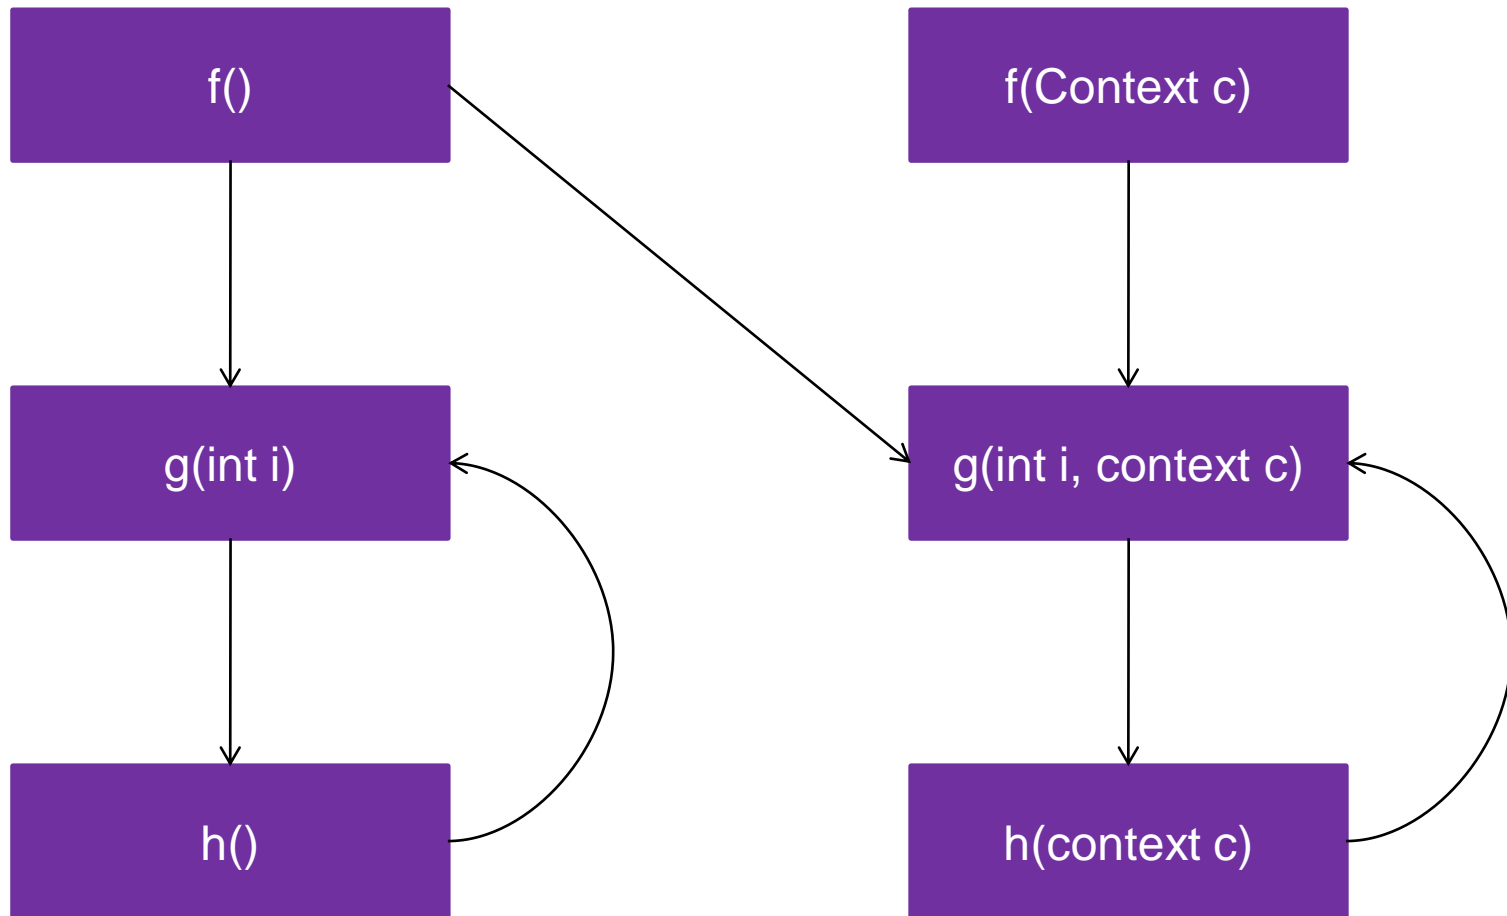 f()
f(Context c)
g(int i)
g(int i, context c)
h()
h(context c)